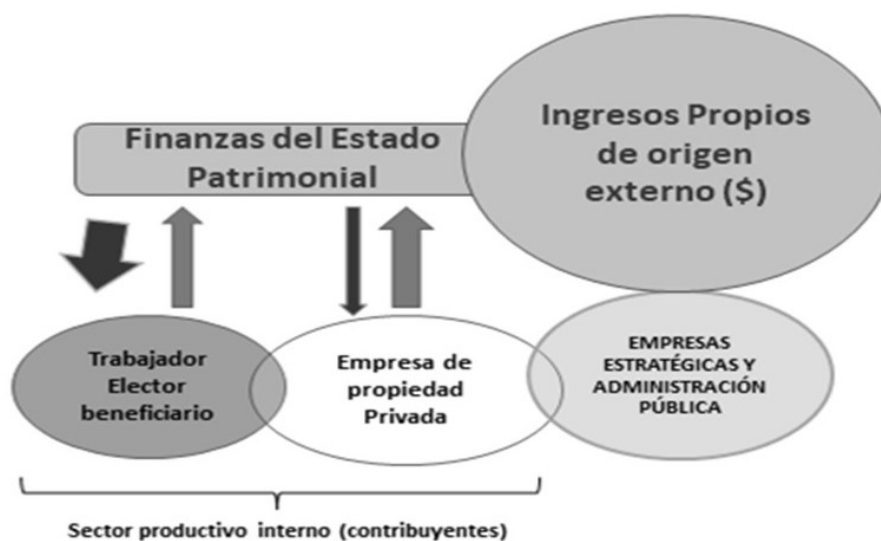 Finanzas del Estado
Patrimonial
Ingresos Propios
de origen
externo ($)
Trabajador
Elector
beneficiario
Empresa de
propiedad
Privada
EMPRESAS
ESTRATÉGICAS Y
ADMINISTRACIÓN
PÚBLICA
Sector productivo interno (contribuyentes)